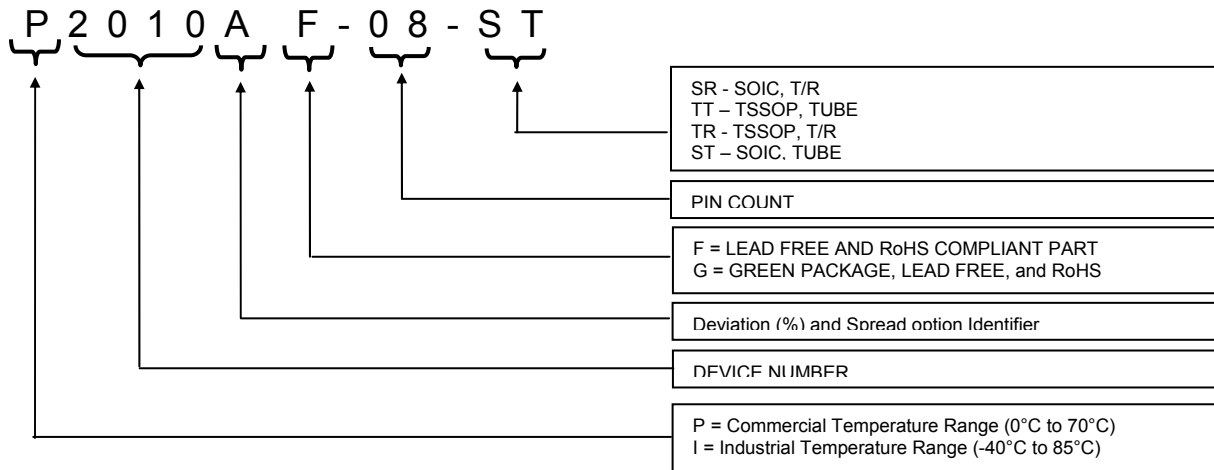 P 2 0 1 0 A F - 0 8 - S T
SR - SOIC, T/R
TT – TSSOP, TUBE
TR - TSSOP, T/R
ST – SOIC, TUBE
PIN COUNT
F = LEAD FREE AND RoHS COMPLIANT PART
G = GREEN PACKAGE, LEAD FREE, and RoHS
Deviation (%) and Spread option Identifier
DEVICE NUMBER
P = Commercial Temperature Range (0°C to 70°C)
I = Industrial Temperature Range (-40°C to 85°C)